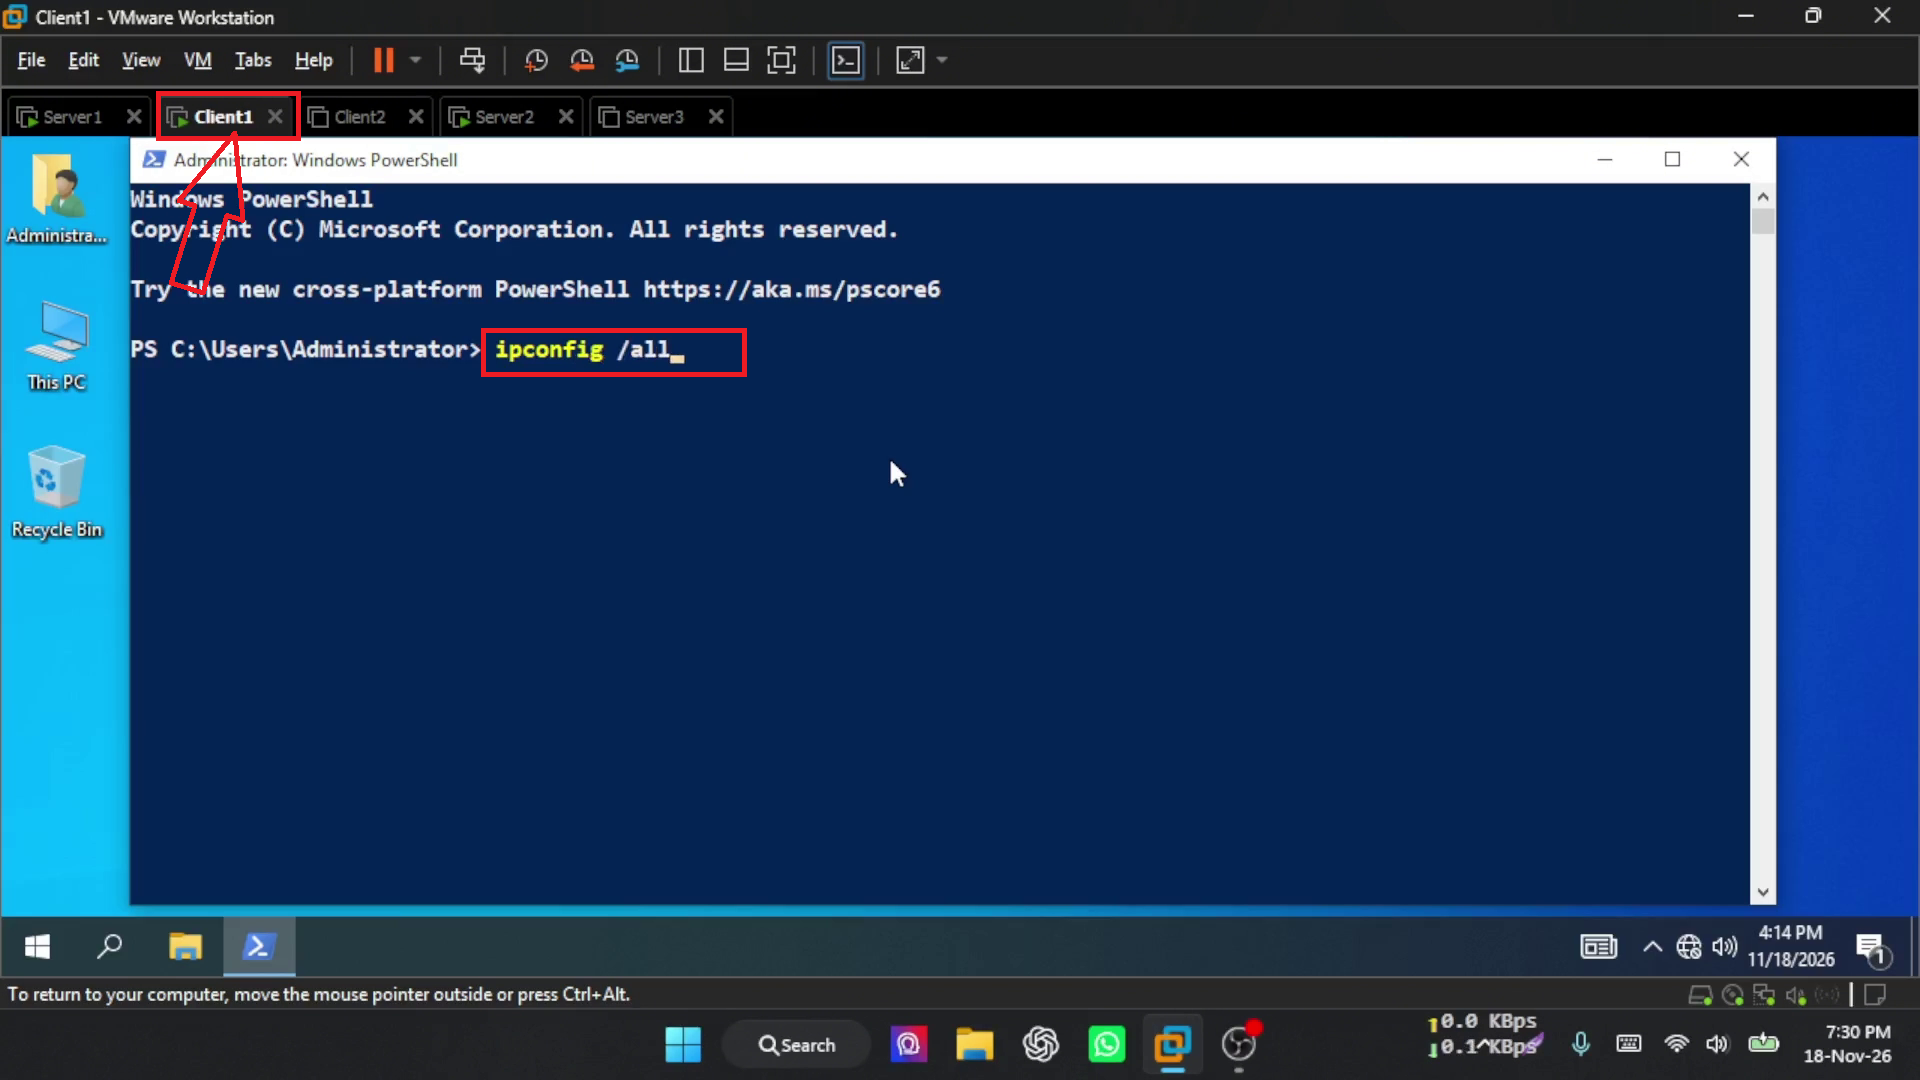 Client1 - VMware Workstation
File Edit View VM Tabs Help
Server1 Client1 Client2 Server2 Server3
Administrator: Windows PowerShell
Windows PowerShell
Copyright (C) Microsoft Corporation. All rights reserved.
Try the new cross-platform PowerShell https://aka.ms/pscore6
PS C:\Users\Administrator> ipconfig /all_
Administra...
This PC
Recycle Bin
4:14 PM
11/18/2026
1
To return to your computer, move the mouse pointer outside or press Ctrl+Alt.
Search
0.0 KBps
0.1^KBps
7:30 PM
18-Nov-26